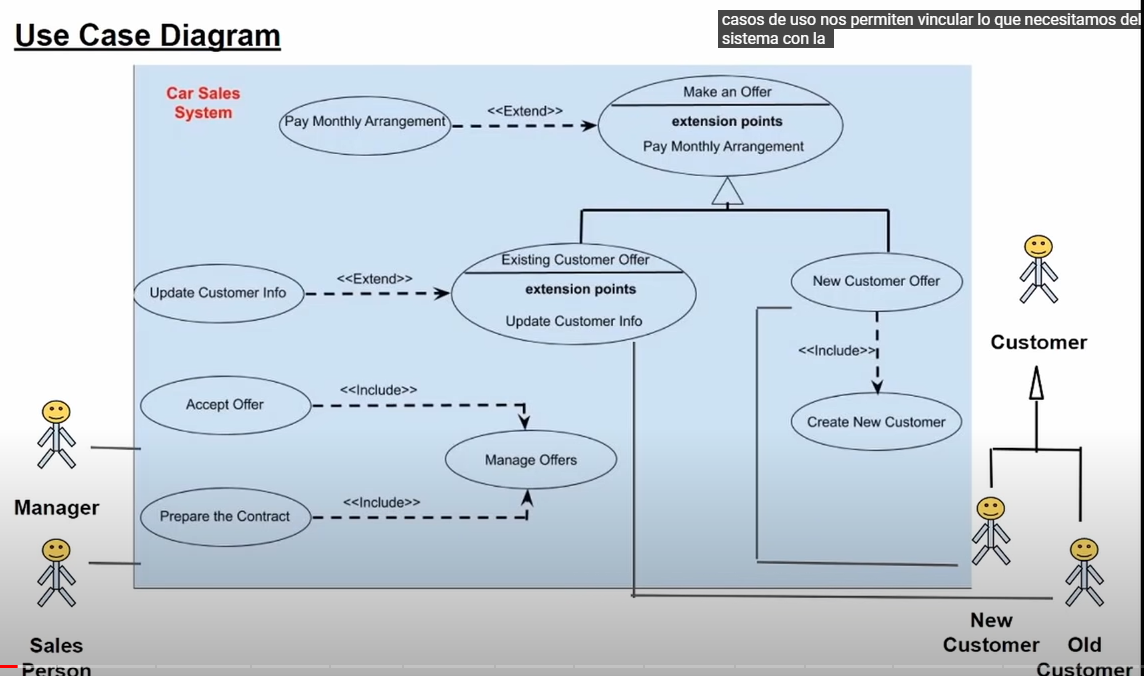 Use Case Diagram
casos de uso nos permiten vincular lo que necesitamos del
sistema con la
Car Sales
System
Pay Monthly Arrangement
<<Extend>>
Make an Offer
extension points
Pay Monthly Arrangement
Update Customer Info
<<Extend>>
Existing Customer Offer
extension points
Update Customer Info
New Customer Offer
<<Include>>
Create New Customer
Customer
Accept Offer
<<Include>>
Manage Offers
Prepare the Contract
<<Include>>
Manager
Sales
Person
New
Customer
Old
Customer